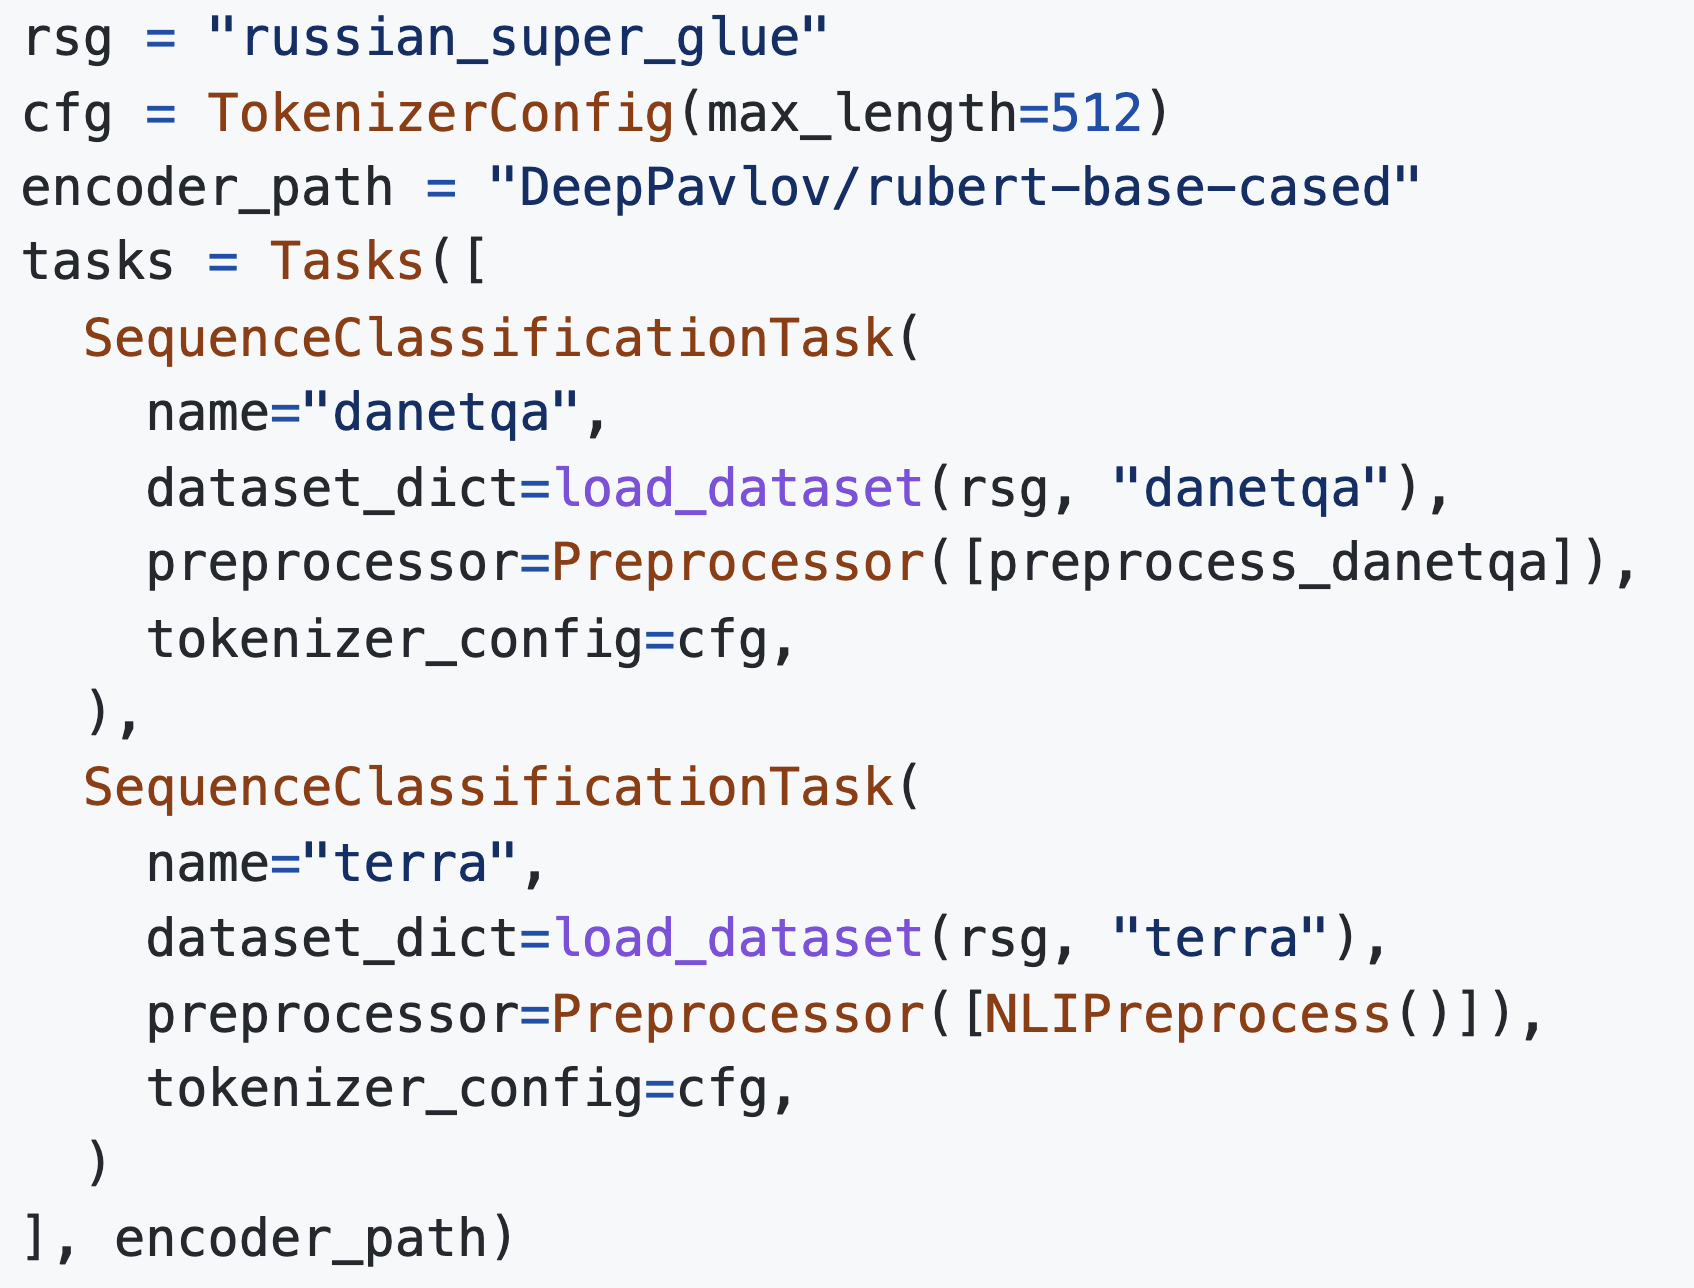 rsg = "russian_super_glue"
cfg = TokenizerConfig(max_length=512)
encoder_path = "DeepPavlov/rubert-base-cased"
tasks = Tasks([
  SequenceClassificationTask(
    name="danetqa",
    dataset_dict=load_dataset(rsg, "danetqa"),
    preprocessor=Preprocessor([preprocess_danetqa]),
    tokenizer_config=cfg,
  ),
  SequenceClassificationTask(
    name="terra",
    dataset_dict=load_dataset(rsg, "terra"),
    preprocessor=Preprocessor([NLIPreprocess()]),
    tokenizer_config=cfg,
  )
], encoder_path)